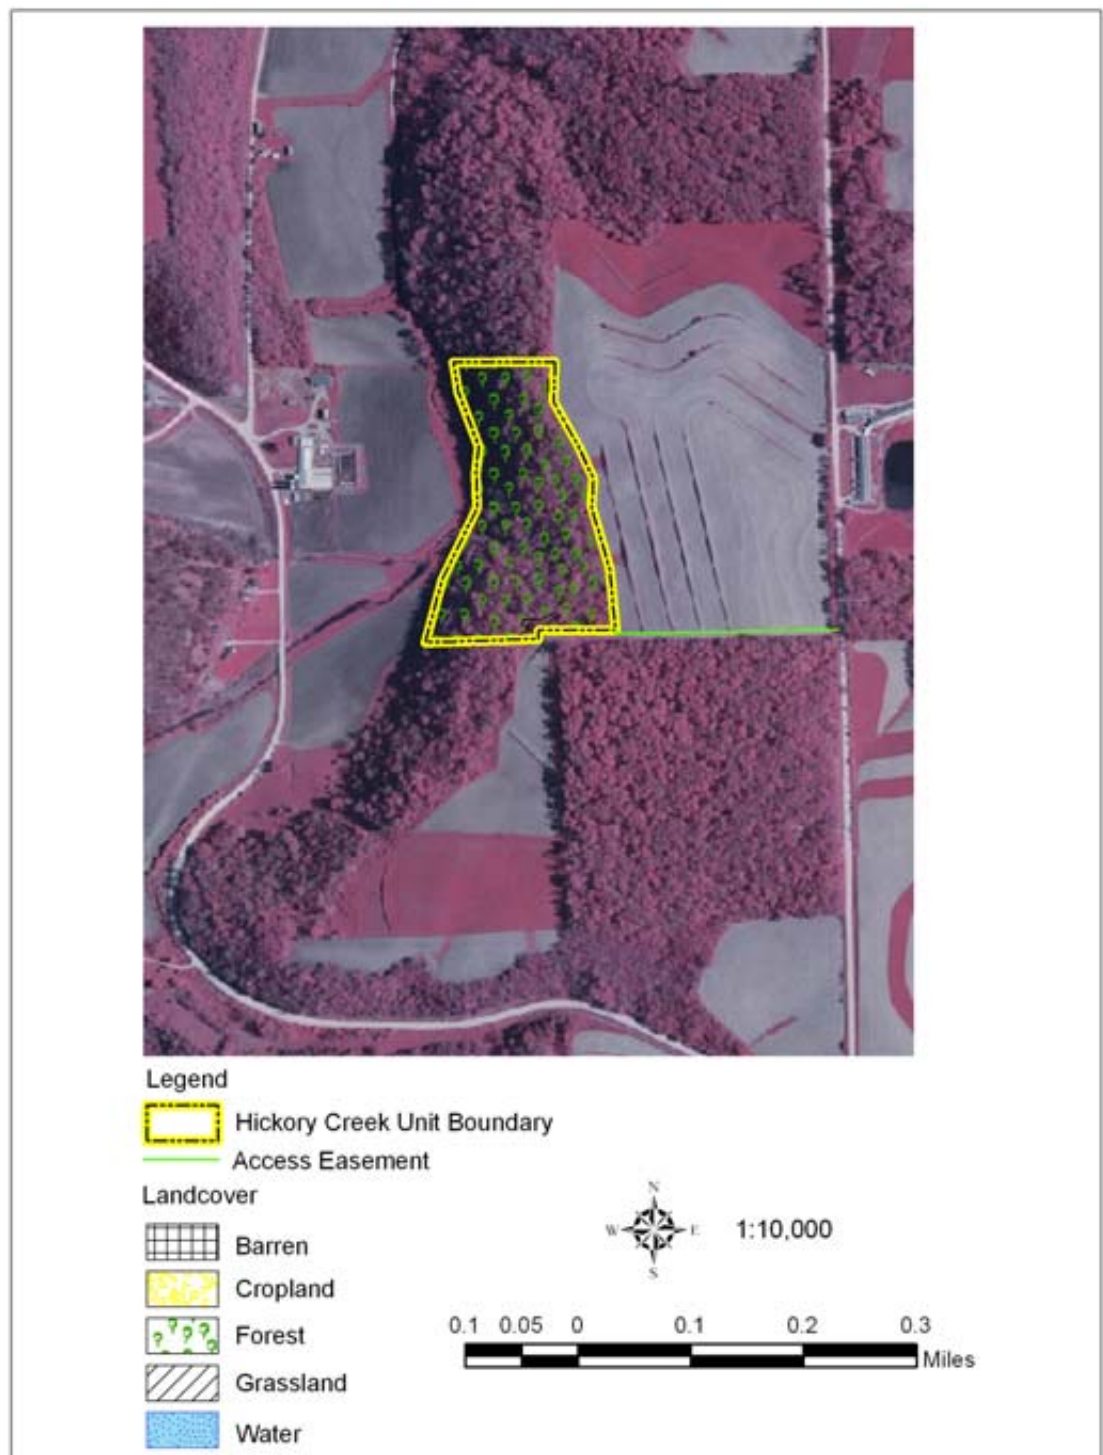 Legend
Hickory Creek Unit Boundary
Access Easement
Landcover
Barren
Cropland
Forest
Grassland
Water
N
W E
S
1:10,000
0.1 0.05 0 0.1 0.2 0.3
Miles